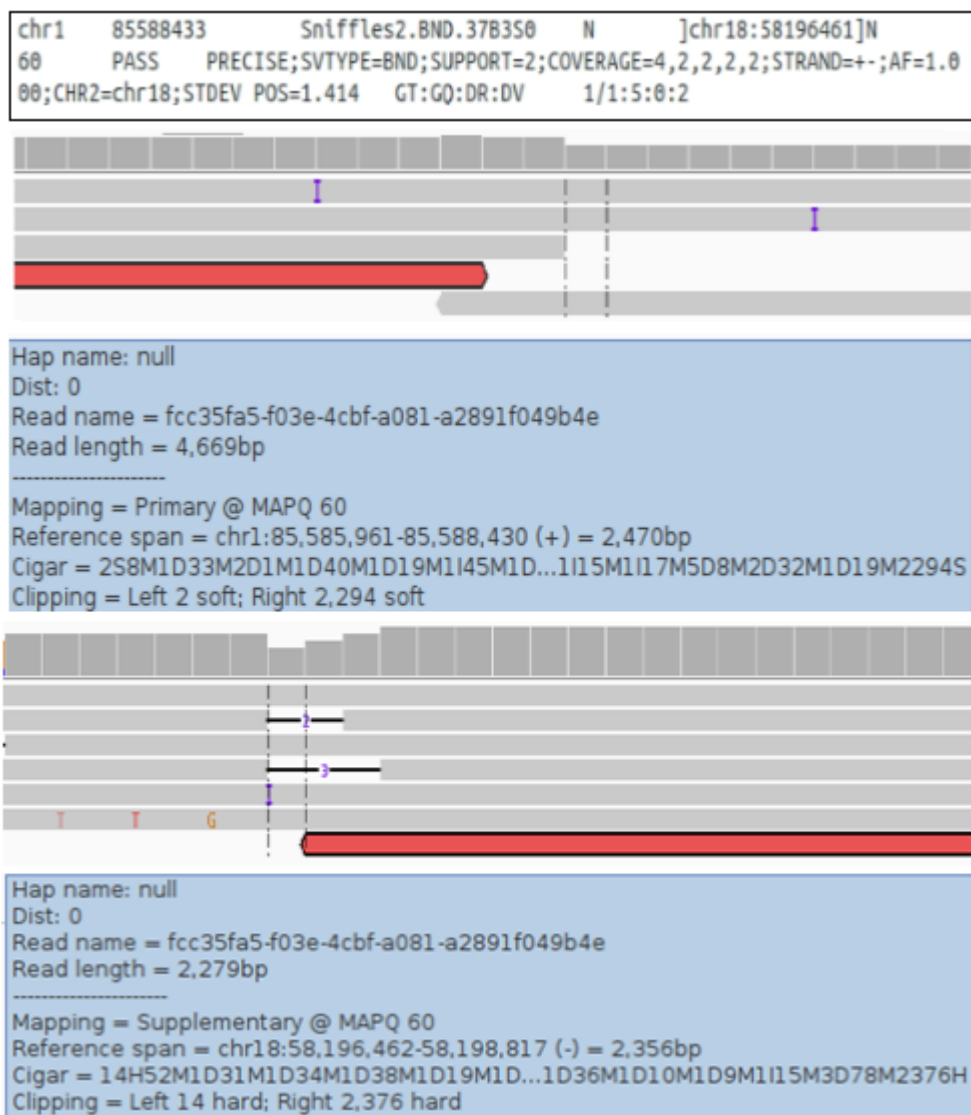 chr1 85588433 Sniffles2.BND.37B3S0 N ]chr18:58196461]N
60 PASS PRECISE;SVTYPE=BND;SUPPORT=2;COVERAGE=4,2,2,2,2;STRAND=+-;AF=1.0
00;CHR2=chr18;STDEV POS=1.414 GT:GQ:DR:DV 1/1:5:0:2
Hap name: null
Dist: 0
Read name = fcc35fa5-f03e-4cbf-a081-a2891f049b4e
Read length = 4,669bp
----------------------
Mapping = Primary @ MAPQ 60
Reference span = chr1:85,585,961-85,588,430 (+) = 2,470bp
Cigar = 2S8M1D33M2D1M1D40M1D19M1I45M1D...1I15M1I17M5D8M2D32M1D19M2294S
Clipping = Left 2 soft; Right 2,294 soft
2
3
T T G
Hap name: null
Dist: 0
Read name = fcc35fa5-f03e-4cbf-a081-a2891f049b4e
Read length = 2,279bp
----------------------
Mapping = Supplementary @ MAPQ 60
Reference span = chr18:58,196,462-58,198,817 (-) = 2,356bp
Cigar = 14H52M1D31M1D34M1D38M1D19M1D...1D36M1D10M1D9M1I15M3D78M2376H
Clipping = Left 14 hard; Right 2,376 hard